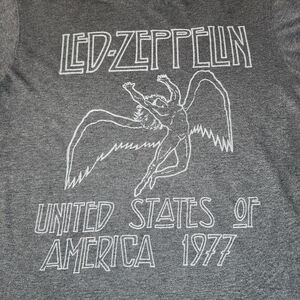 LED-ZEPPELIN
UNITED STATES OF
AMERICA 1977